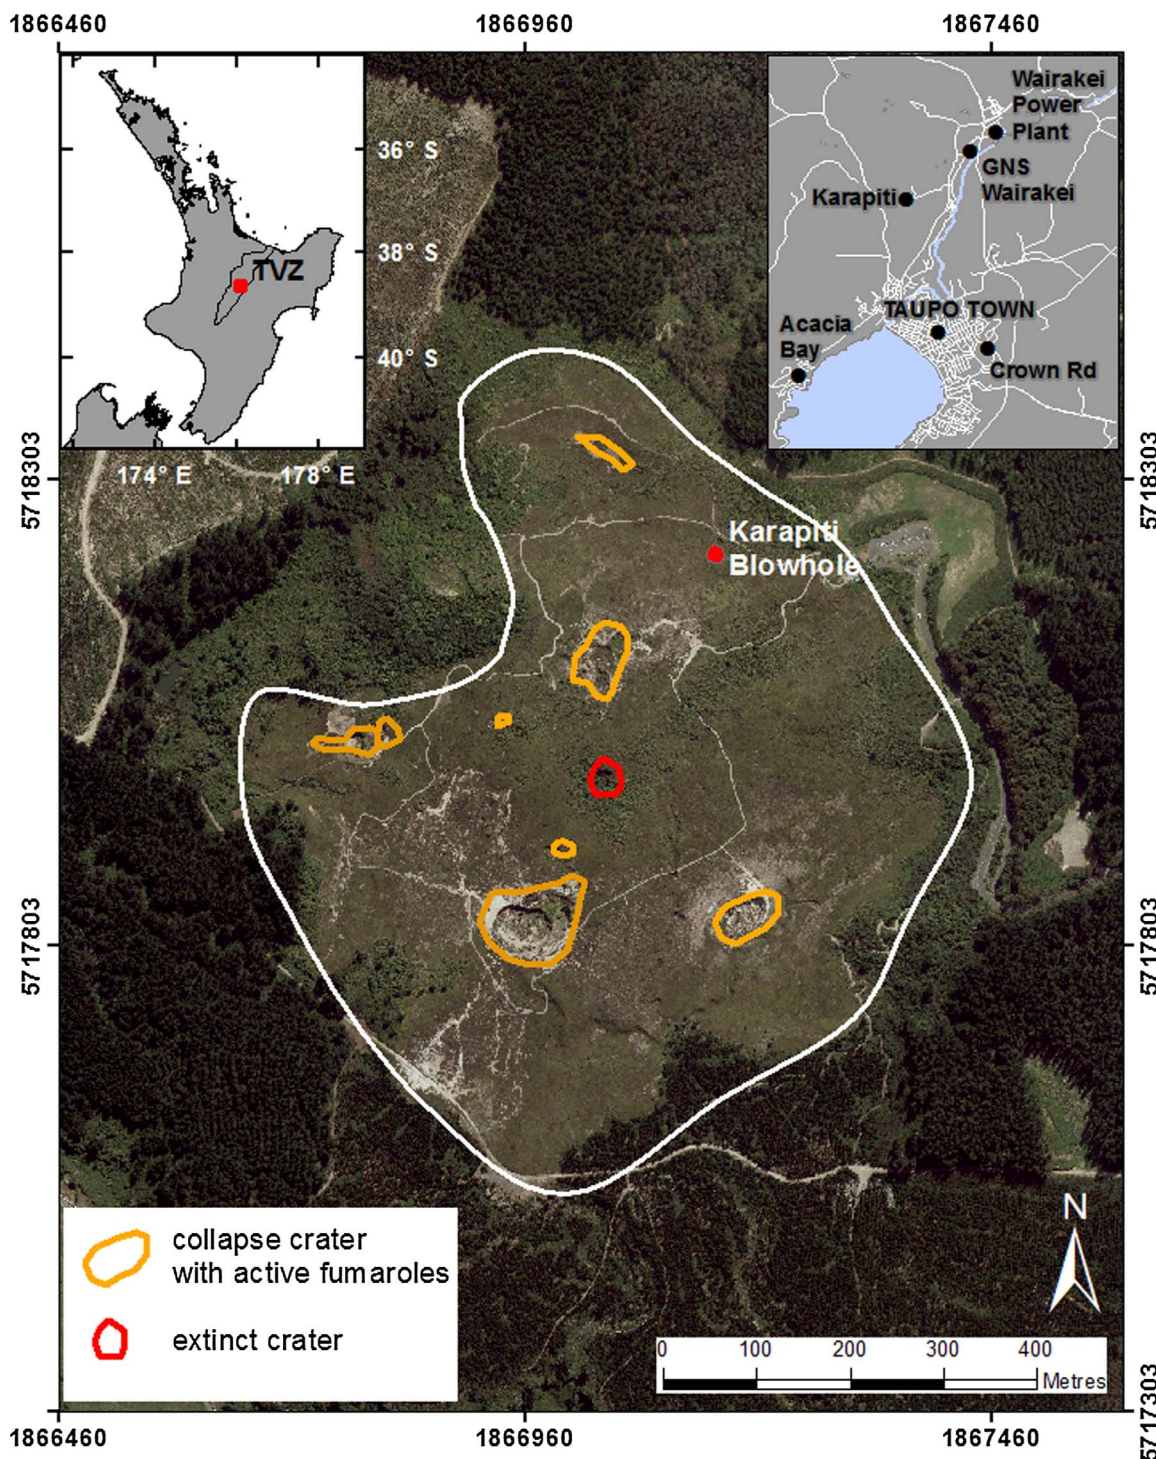 1866460
1866960
1867460
36° S
38° S
40° S
TVZ
174° E
178° E
Wairakei
Power
Plant
GNS
Wairakei
Karapiti
TAUPO TOWN
Acacia
Bay
Crown Rd
5718303
5718303
Karapiti
Blowhole
5717803
5717803
collapse crater
with active fumaroles
extinct crater
N
0 100 200 300 400
Metres
5717303
1866460
1866960
1867460